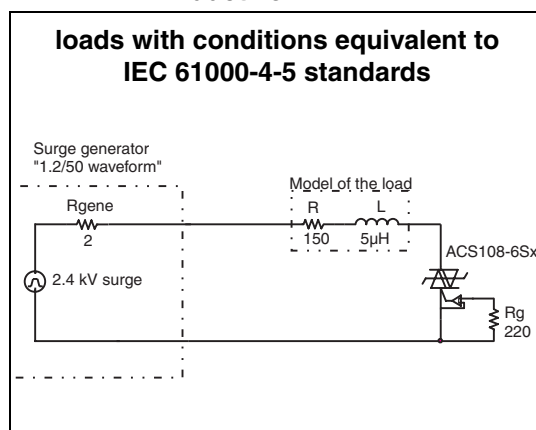 loads with conditions equivalent to
IEC 61000-4-5 standards
Surge generator
"1.2/50 waveform"
Rgene
2
2.4 kV surge
Model of the load
R
150
L
5µH
ACS108-6Sx
Rg
220